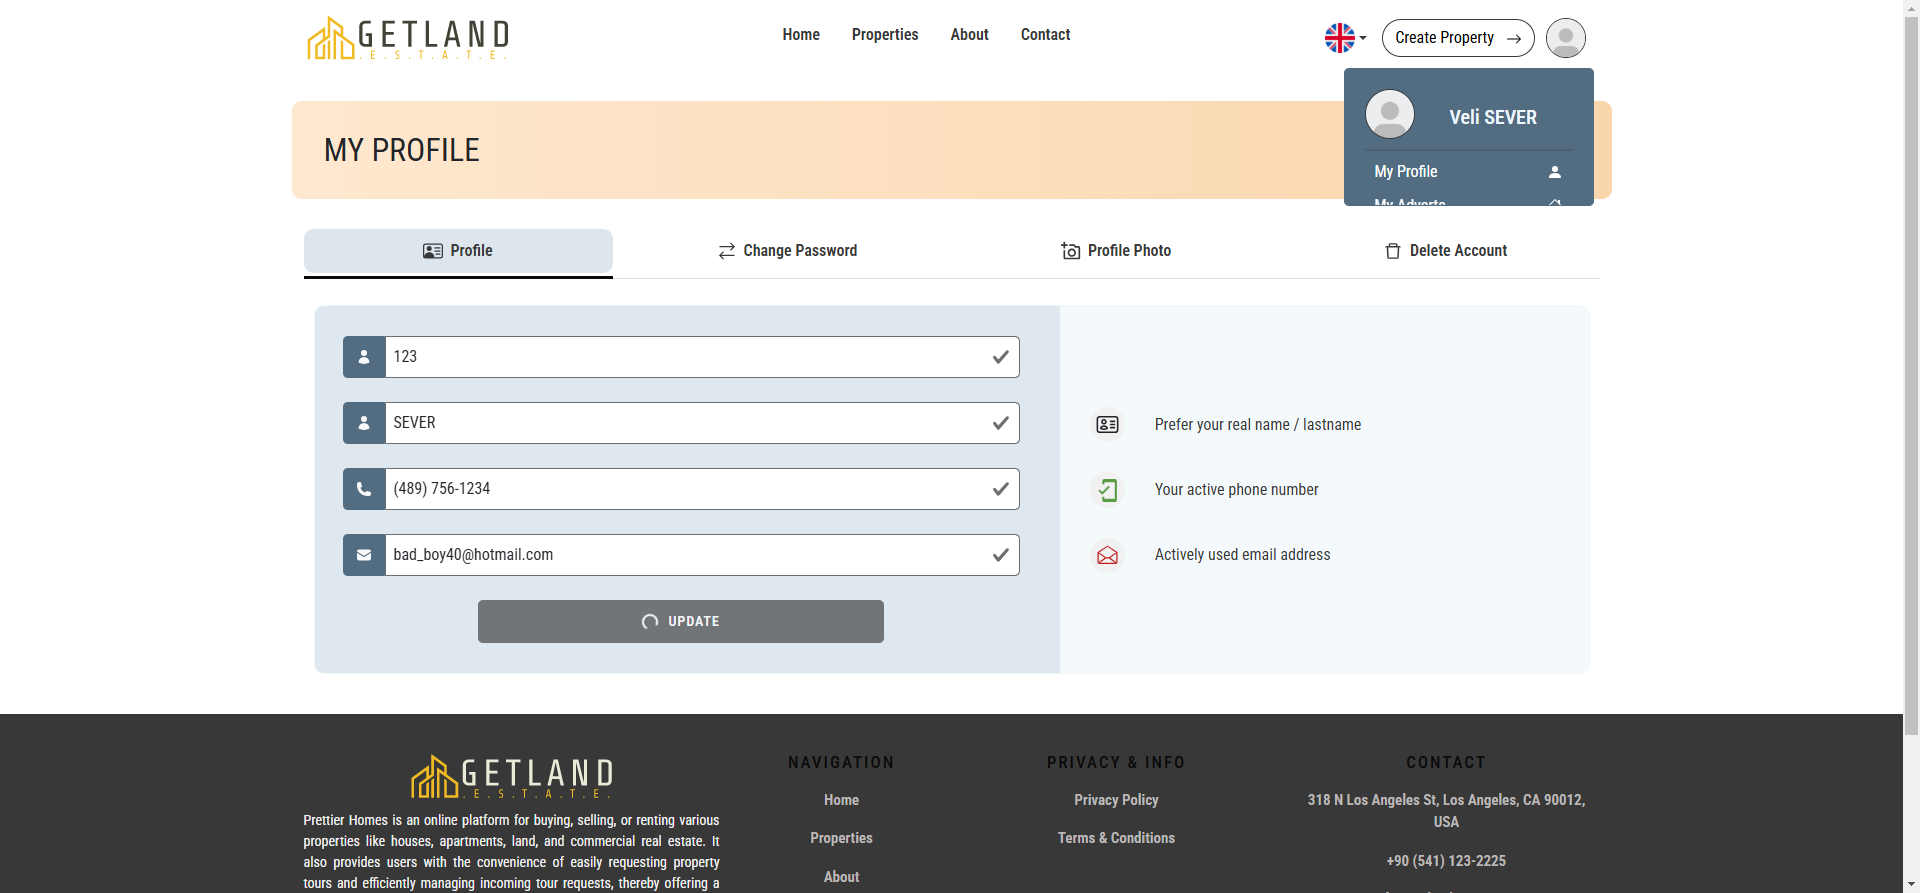 GETLAND
.E.S.T.A.T.E.
Home
Properties
About
Contact
Create Property
Veli SEVER
My Profile
My Adverts
MY PROFILE
Profile
Change Password
Profile Photo
Delete Account
123
SEVER
(489) 756-1234
bad_boy40@hotmail.com
UPDATE
Prefer your real name / lastname
Your active phone number
Actively used email address
GETLAND
.E.S.T.A.T.E.
Prettier Homes is an online platform for buying, selling, or renting various
properties like houses, apartments, land, and commercial real estate. It
also provides users with the convenience of easily requesting property
tours and efficiently managing incoming tour requests, thereby offering a
NAVIGATION
Home
Properties
About
PRIVACY & INFO
Privacy Policy
Terms & Conditions
CONTACT
318 N Los Angeles St, Los Angeles, CA 90012,
USA
+90 (541) 123-2225